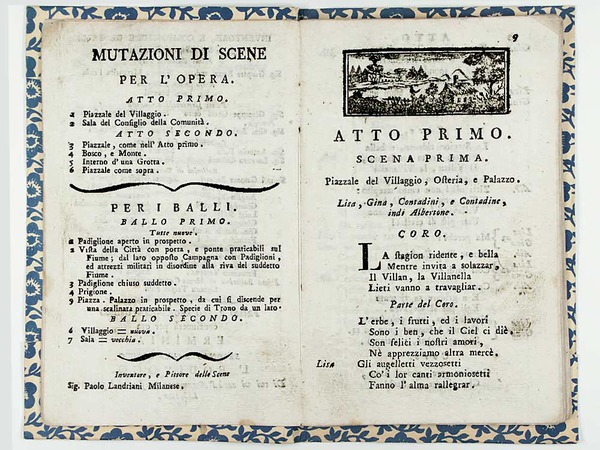 MUTAZIONI DI SCENE
PER L'OPERA.
ATTO PRIMO.
1 Piazzale del Villaggio.
2 Sala del Consiglio della Comunità.
ATTO SECONDO.
3 Piazzale, come nell'Atto primo.
4 Bosco, e Monte.
5 Interno d'una Grotta.
6 Piazzale come sopra.
PER I BALLI.
BALLO PRIMO.
Tutte nuove.
1 Padiglione aperto in prospetto.
2 Vista della Città con porta, e ponte praticabili sul
Fiume; dal lato opposto Campagna con Padiglioni,
ed attrezzi militari in disordine alla riva del suddetto
Fiume.
3 Padiglione chiuso suddetto.
4 Prigione.
9 Piazza. Palazzo in prospetto, da cui si discende per
una scalinata praticabile. Specie di Trono da un lato.
BALLO SECONDO.
6 Villaggio = nuova.
7 Sala = vecchia.
Inventore, e Pittore delle Scene
Sig. Paolo Landriani Milanese.
9
ATTO PRIMO.
SCENA PRIMA.
Piazzale del Villaggio, Osteria, e Palazzo.
Lisa, Gina, Contadini, e Contadine,
indi Albertone.
CORO.
LA stagion ridente, e bella
Mentre invita a solazzar,
Il Villan, la Villanella
Lieti vanno a travagliar.
Parte del Coro.
L'erbe, i frutti, ed i lavori
Sono i ben, che il Ciel ci diè.
Son felici i nostri amori,
Nè apprezziamo altra mercè.
Lisa Gli augelletti vezzosetti
Co'i lor canti armoniosetti
Fanno l'alma rallegrar.